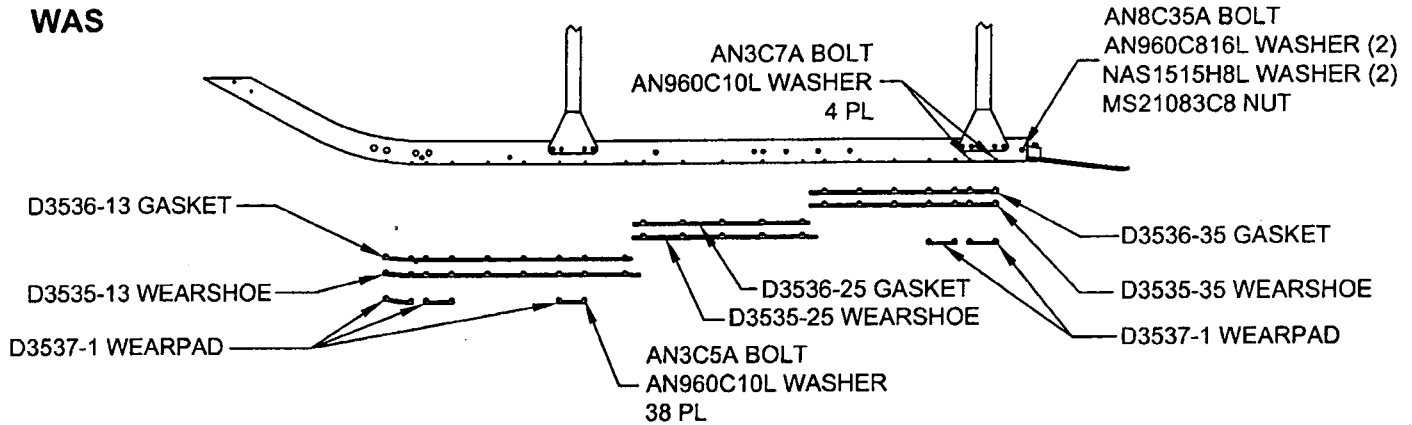 WAS
AN3C7A BOLT
AN960C10L WASHER
4 PL
AN8C35A BOLT
AN960C816L WASHER (2)
NAS1515H8L WASHER (2)
MS21083C8 NUT
D3536-13 GASKET
D3535-13 WEARSHOE
D3537-1 WEARPAD
D3536-25 GASKET
D3535-25 WEARSHOE
AN3C5A BOLT
AN960C10L WASHER
38 PL
D3536-35 GASKET
D3535-35 WEARSHOE
D3537-1 WEARPAD